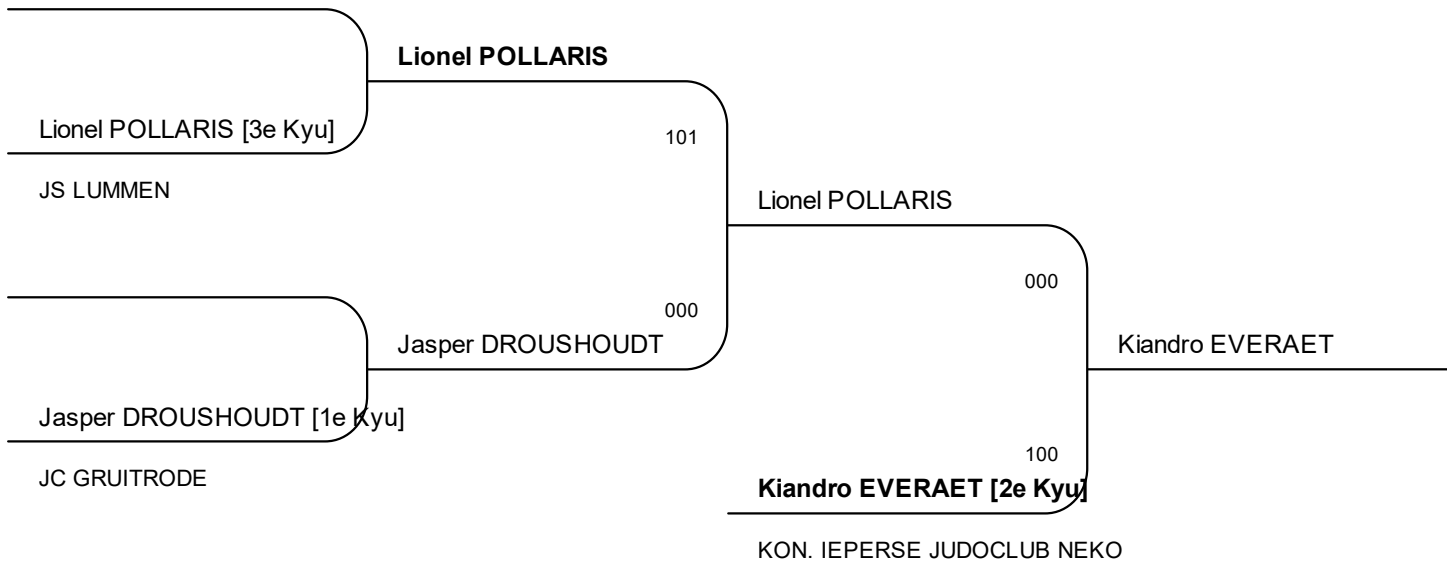 Lionel POLLARIS
Lionel POLLARIS [3e Kyu]
101
JS LUMMEN
Lionel POLLARIS
000
000
Jasper DROUSHOUDT
Kiandro EVERAET
Jasper DROUSHOUDT [1e Kyu]
100
JC GRUITRODE
Kiandro EVERAET [2e Kyu]
KON. IEPERSE JUDOCLUB NEKO